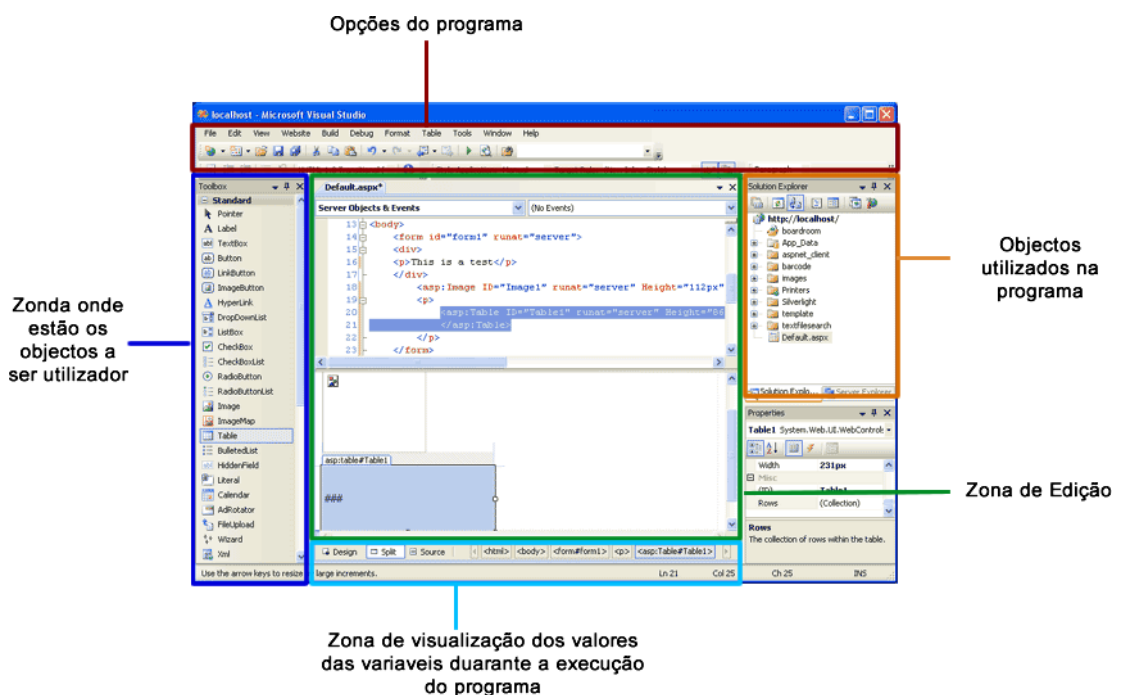 Opções do programa
localhost - Microsoft Visual Studio
File Edit View Website Build Debug Format Table Tools Window Help
Toolbox
Standard
Pointer
Label
TextBox
Button
LinkButton
ImageButton
HyperLink
DropDownList
ListBox
CheckBox
CheckBoxList
RadioButton
RadioButtonList
Image
ImageMap
Table
BulletedList
HiddenField
Literal
Calendar
AdRotator
FileUpload
Wizard
Xml
Default.aspx*
Server Objects & Events (No Events)
13 <body>
14 <form id="form1" runat="server">
15 <div>
16 <p>This is a test</p>
17 </div>
18 <asp:Image ID="Image1" runat="server" Height="112px"
19 <p>
20 <asp:Table ID="Table1" runat="server" Height="86
21 </asp:Table>
22 </p>
23 </form>
asp:table#Table1
###
Design Split Source <html> <body> <form#form1> <p> <asp:Table#Table1>
Solution Explorer
http://localhost/
boardroom
App_Data
aspnet_client
barcode
images
Printers
Silverlight
template
textfilesearch
Default.aspx
Solution Explo... Server Explorer
Properties
Table1 System.Web.UI.WebControls
Width 231px
Misc
(ID) Table1
Rows (Collection)
Rows
The collection of rows within the table.
Use the arrow keys to resize large increments. Ln 21 Col 25 Ch 25 INS
Zonda onde
estão os
objectos a
ser utilizador
Objectos
utilizados na
programa
Zona de Edição
Zona de visualização dos valores
das variaveis duarante a execução
do programa